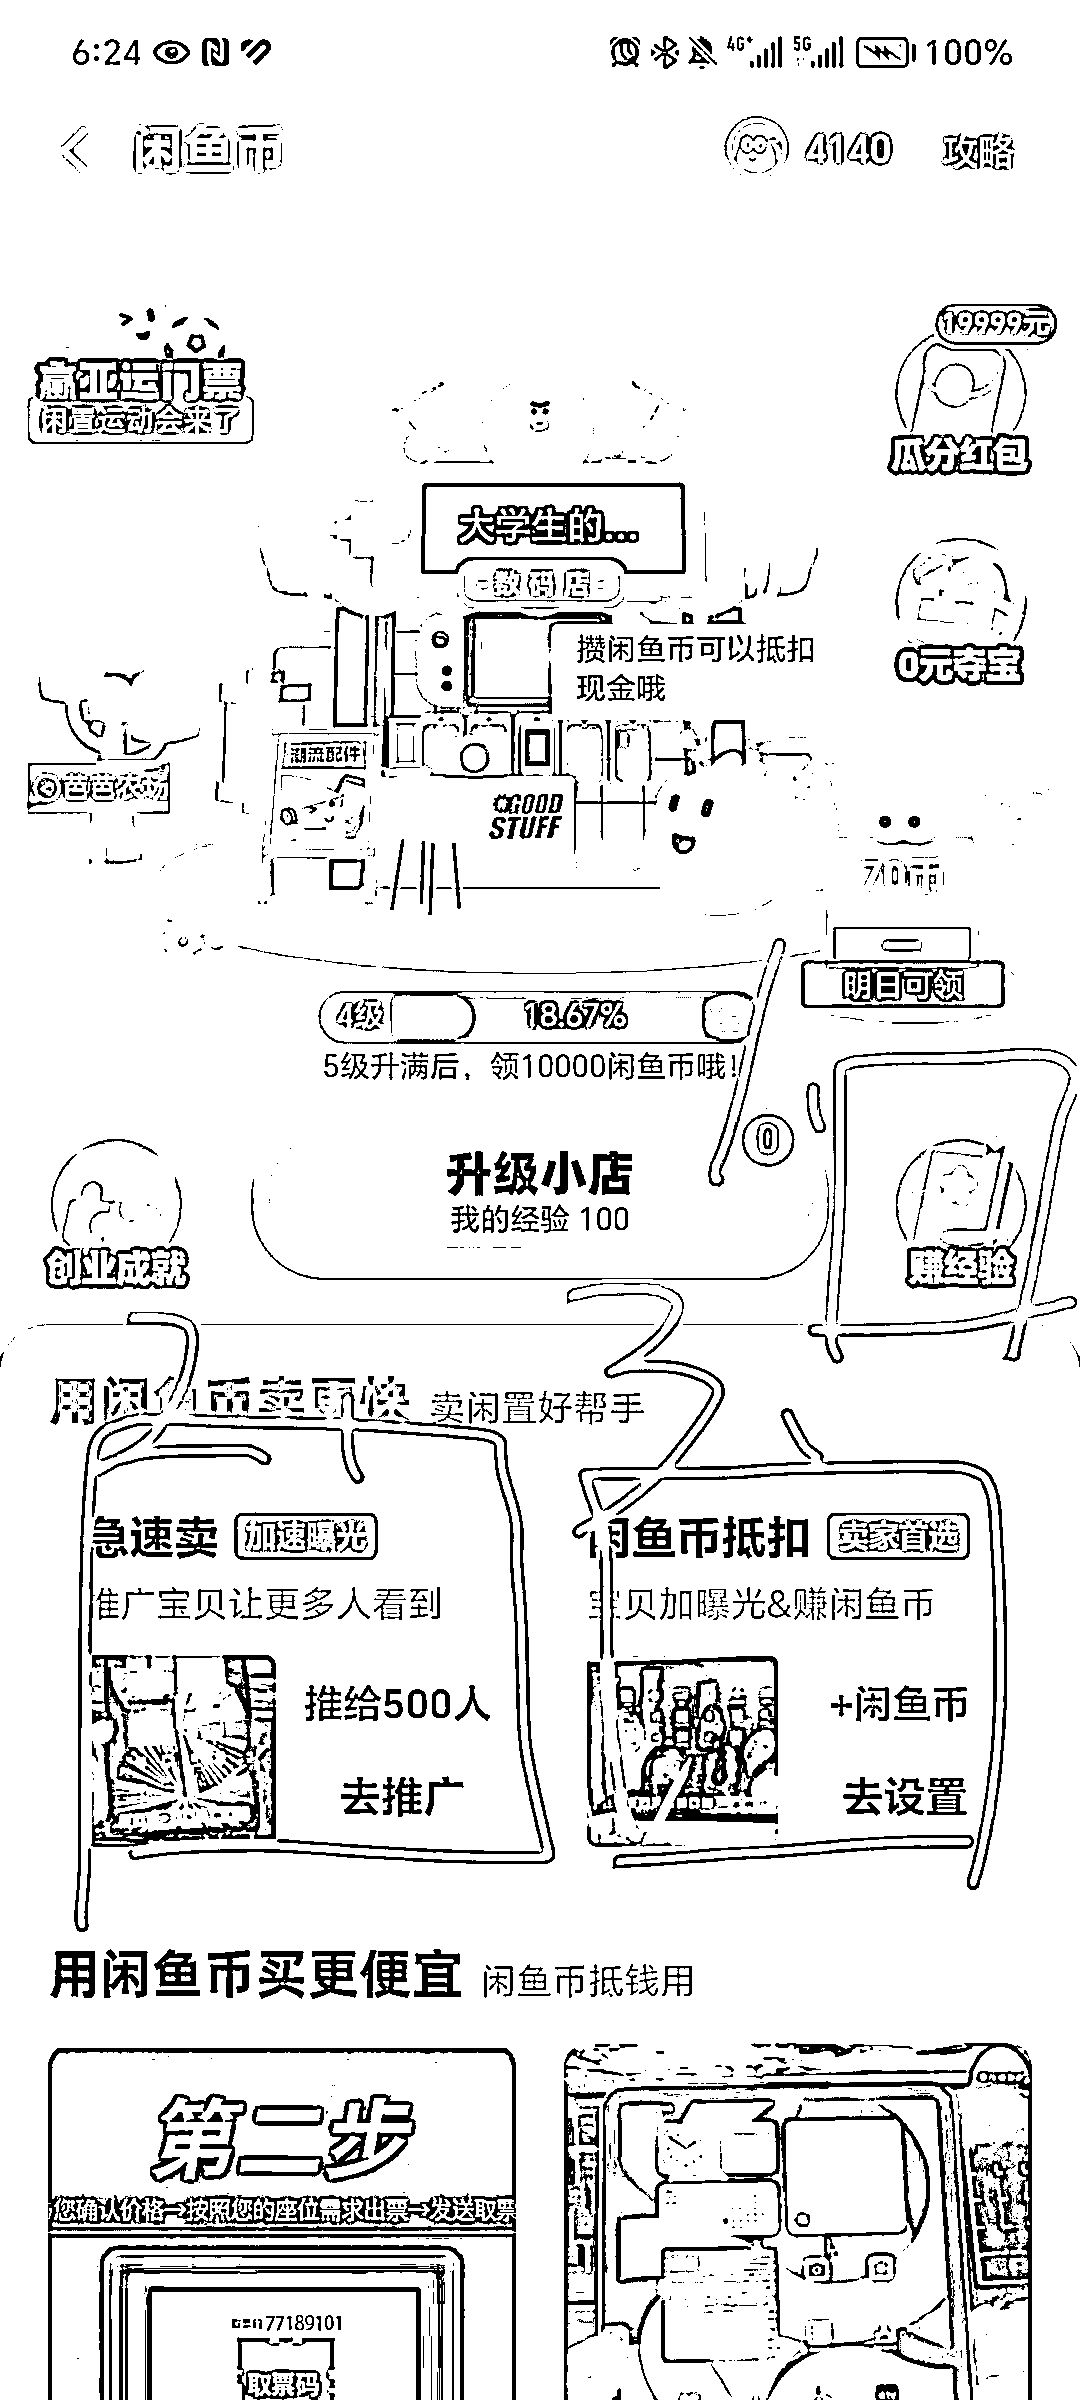 6:24 4G+ 5G 100%
闲鱼币 4140 攻略
19999元
赢亚运门票
闲置运动会来了
瓜分红包
大学生的...
数码店
攒闲鱼币可以抵扣
现金哦
0元夺宝
潮流配件
芭芭农场
GOOD
STUFF
明日可领
4级 18.67%
5级升满后，领10000闲鱼币哦！
1
0
升级小店
我的经验 100
创业成就
赚经验
2
3
用闲鱼币卖更快 卖闲置好帮手
急速卖 加速曝光
闲鱼币抵扣 卖家首选
推广宝贝让更多人看到
宝贝加曝光&赚闲鱼币
推给500人
+闲鱼币
去推广
去设置
用闲鱼币买更便宜 闲鱼币抵钱用
第二步
您确认价格→按照您的座位需求出票→发送取票
77189101
取票码